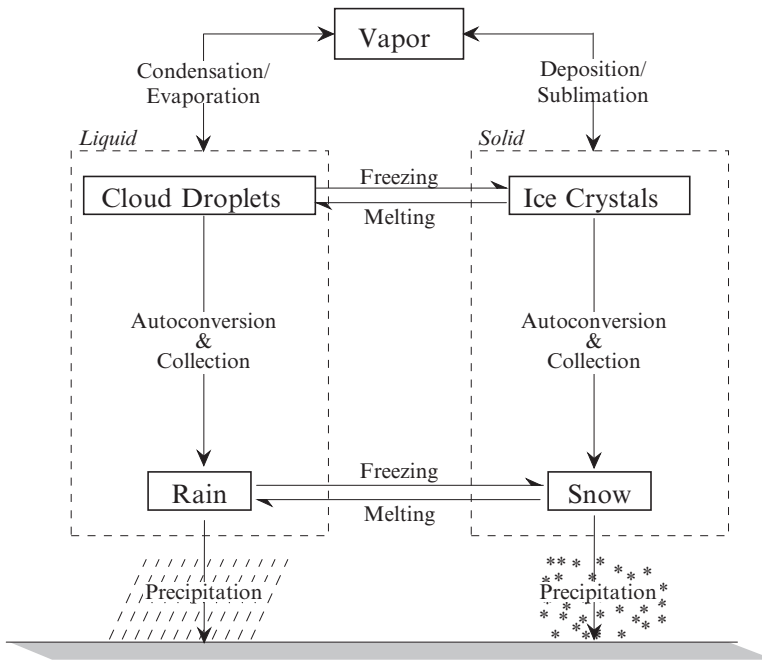 Vapor
Condensation/
Evaporation
Deposition/
Sublimation
Liquid
Solid
Cloud Droplets
Freezing
Melting
Ice Crystals
Autoconversion
&
Collection
Autoconversion
&
Collection
Rain
Freezing
Melting
Snow
Precipitation
Precipitation